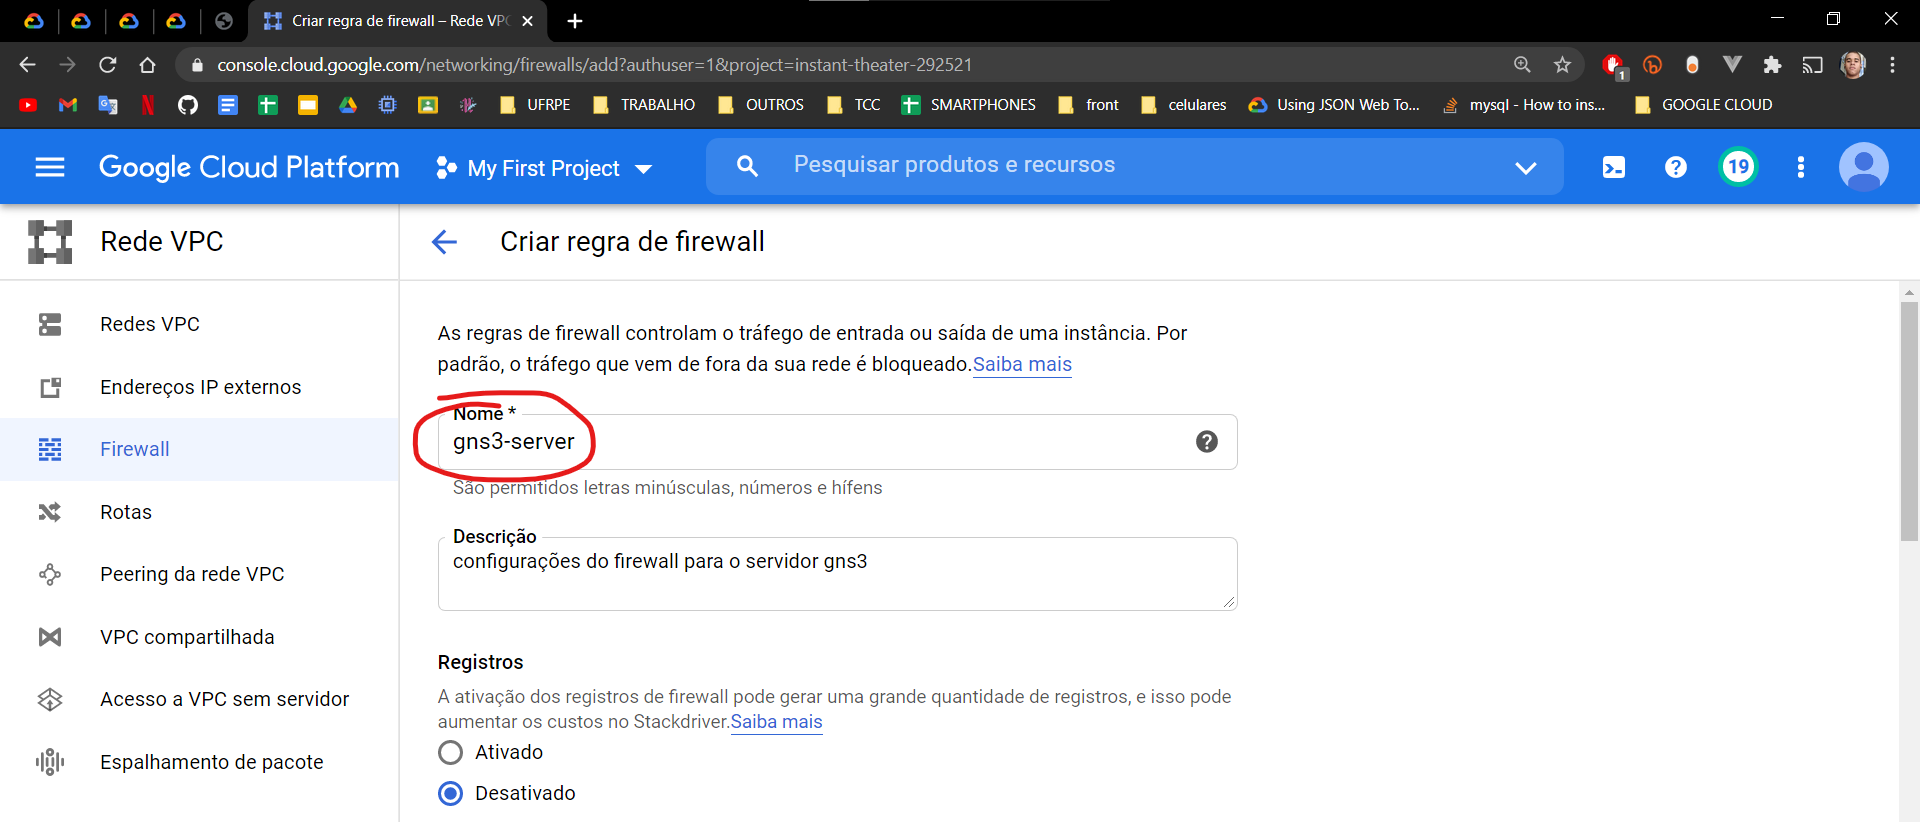 Criar regra de firewall – Rede VPC
console.cloud.google.com/networking/firewalls/add?authuser=1&project=instant-theater-292521
1
UFRPE
TRABALHO
OUTROS
TCC
SMARTPHONES
front
celulares
Using JSON Web To...
mysql - How to ins...
GOOGLE CLOUD
Google Cloud Platform
My First Project
Pesquisar produtos e recursos
19
Rede VPC
Criar regra de firewall
Redes VPC
Endereços IP externos
Firewall
Rotas
Peering da rede VPC
VPC compartilhada
Acesso a VPC sem servidor
Espalhamento de pacote
As regras de firewall controlam o tráfego de entrada ou saída de uma instância. Por
padrão, o tráfego que vem de fora da sua rede é bloqueado.Saiba mais
Nome *
gns3-server
São permitidos letras minúsculas, números e hífens
Descrição
configurações do firewall para o servidor gns3
Registros
A ativação dos registros de firewall pode gerar uma grande quantidade de registros, e isso pode
aumentar os custos no Stackdriver.Saiba mais
Ativado
Desativado